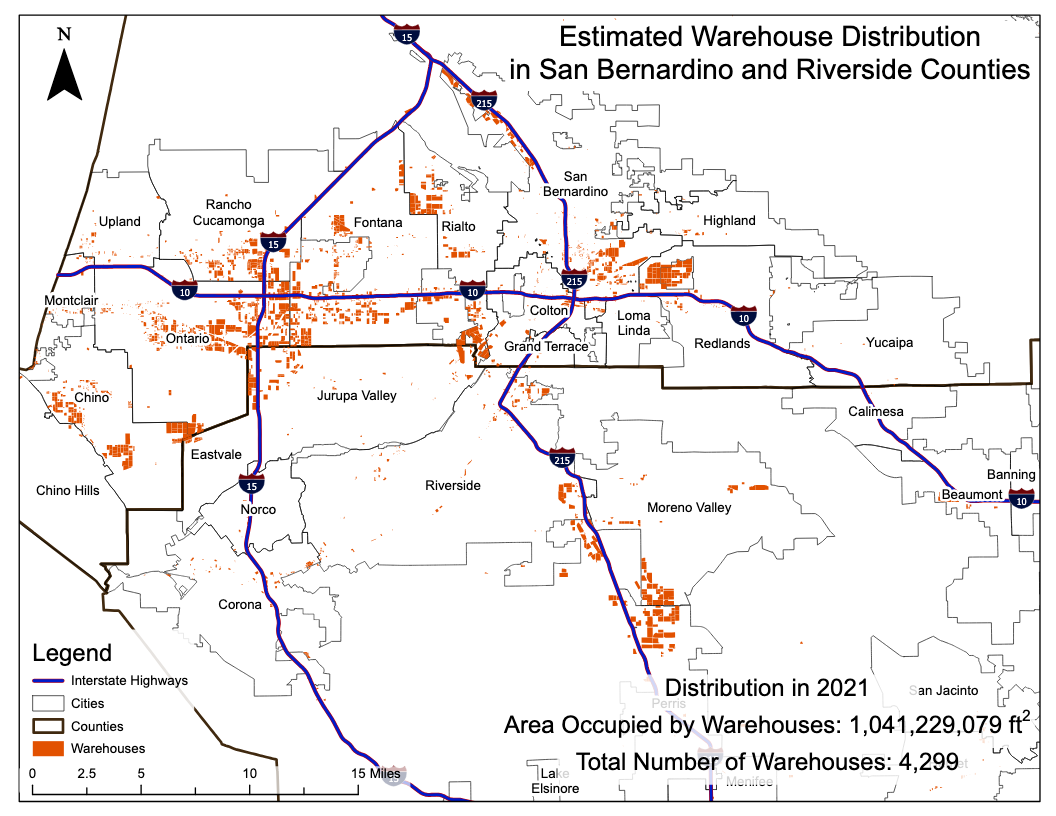 Estimated Warehouse Distribution
in San Bernardino and Riverside Counties
N
15
215
San
Bernardino
Rancho
Cucamonga
Upland
Fontana
Rialto
Highland
15
10
10
215
Montclair
Colton
Loma
Linda
10
Ontario
Grand Terrace
Redlands
Yucaipa
Chino
Jurupa Valley
Calimesa
Eastvale
215
Banning
Chino Hills
15
Riverside
Beaumont
10
Norco
Moreno Valley
Corona
Legend
Interstate Highways
Cities
Counties
Warehouses
0 2.5 5 10 15 Miles
15
Distribution in 2021
San Jacinto
Perris
Area Occupied by Warehouses: 1,041,229,079 ft2
Total Number of Warehouses: 4,299
Lake
Elsinore
Menifee